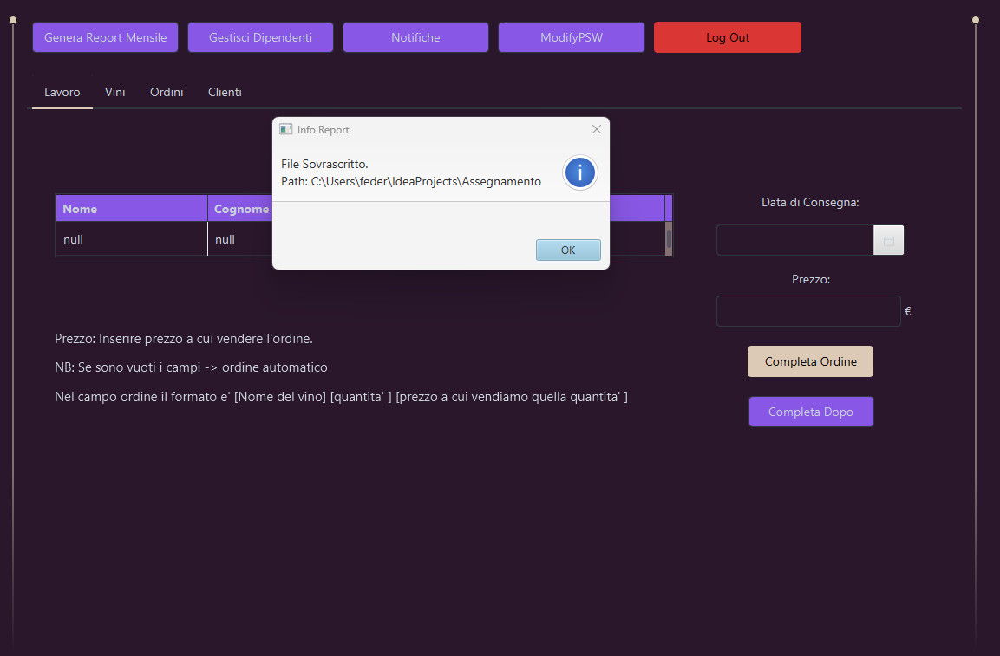 Genera Report Mensile
Gestisci Dipendenti
Notifiche
ModifyPSW
Log Out
Lavoro
Vini
Ordini
Clienti
Info Report
File Sovrascritto.
Path: C:\Users\feder\IdeaProjects\Assegnamento
OK
Nome
Cognome
null
null
Data di Consegna:
Prezzo:
€
Completa Ordine
Completa Dopo
Prezzo: Inserire prezzo a cui vendere l'ordine.
NB: Se sono vuoti i campi -> ordine automatico
Nel campo ordine il formato e' [Nome del vino] [quantita' ] [prezzo a cui vendiamo quella quantita' ]